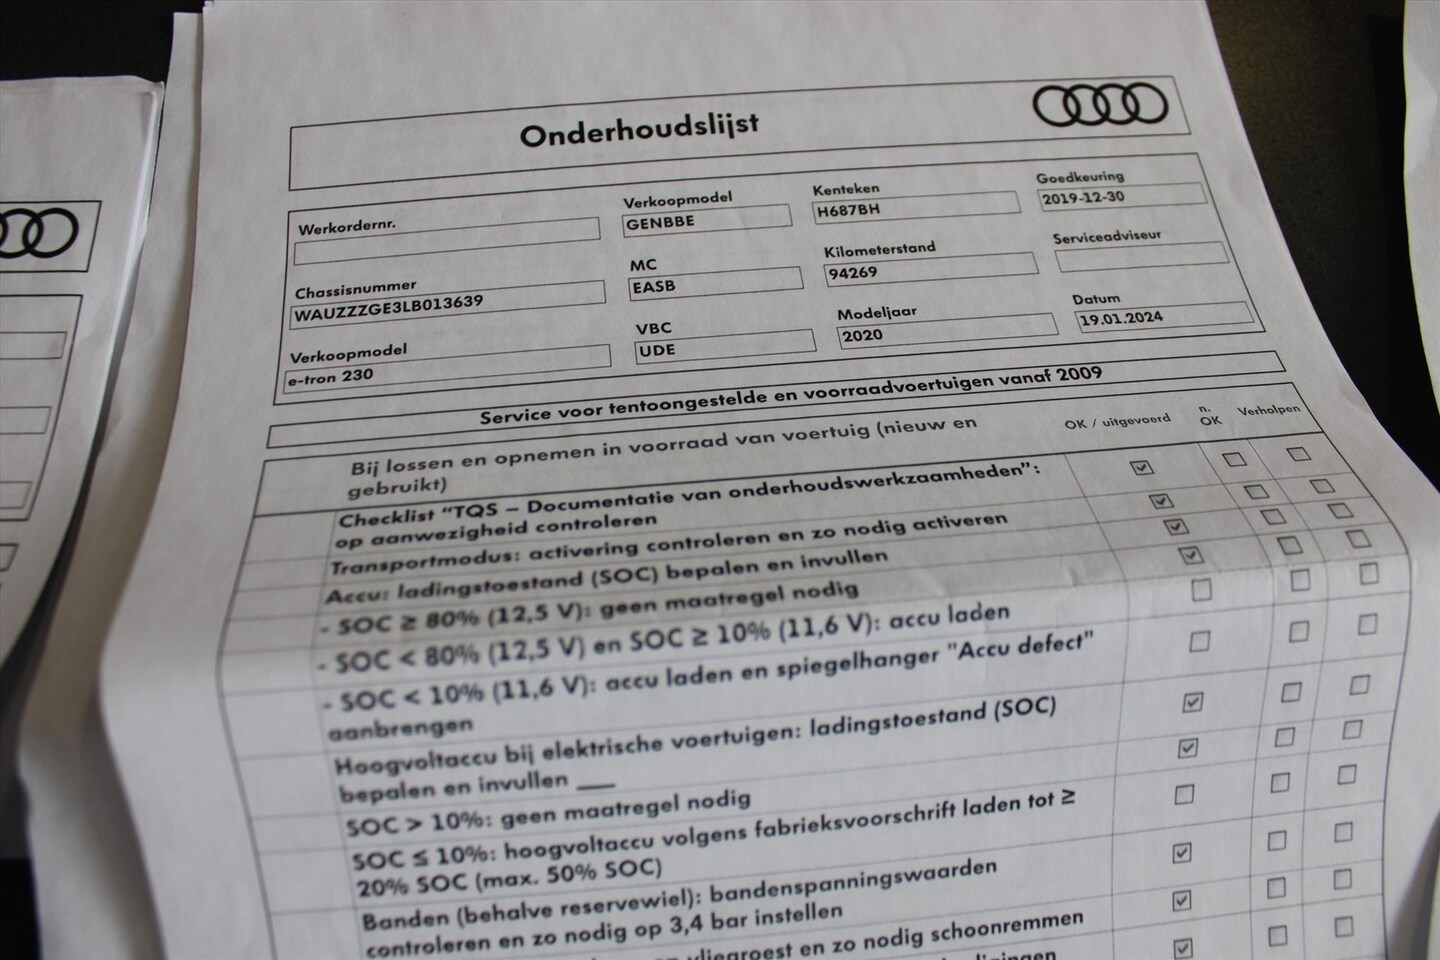 Onderhoudslijst
Werkordernr.
Verkoopmodel
GENBBE
Kenteken
H687BH
Goedkeuring
2019-12-30
Chassisnummer
WAUZZZGE3LB013639
MC
EASB
Kilometerstand
94269
Serviceadviseur
Verkoopmodel
e-tron 230
VBC
UDE
Modeljaar
2020
Datum
19.01.2024
Service voor tentoongestelde en voorraadvoertuigen vanaf 2009
Bij lossen en opnemen in voorraad van voertuig (nieuw en
gebruikt)
OK / uitgevoerd
n.
OK
Verholpen
Checklist “TQS – Documentatie van onderhoudswerkzaamheden”:
op aanwezigheid controleren
Transportmodus: activering controleren en zo nodig activeren
Accu: ladingstoestand (SOC) bepalen en invullen
- SOC ≥ 80% (12,5 V): geen maatregel nodig
- SOC < 80% (12,5 V) en SOC ≥ 10% (11,6 V): accu laden
- SOC < 10% (11,6 V): accu laden en spiegelhanger "Accu defect"
aanbrengen
Hoogvoltaccu bij elektrische voertuigen: ladingstoestand (SOC)
bepalen en invullen ___
SOC > 10%: geen maatregel nodig
SOC ≤ 10%: hoogvoltaccu volgens fabrieksvoorschrift laden tot ≥
20% SOC (max. 50% SOC)
Banden (behalve reservewiel): bandenspanningswaarden
controleren en zo nodig op 3,4 bar instellen
vliegroest en zo nodig schoonremmen